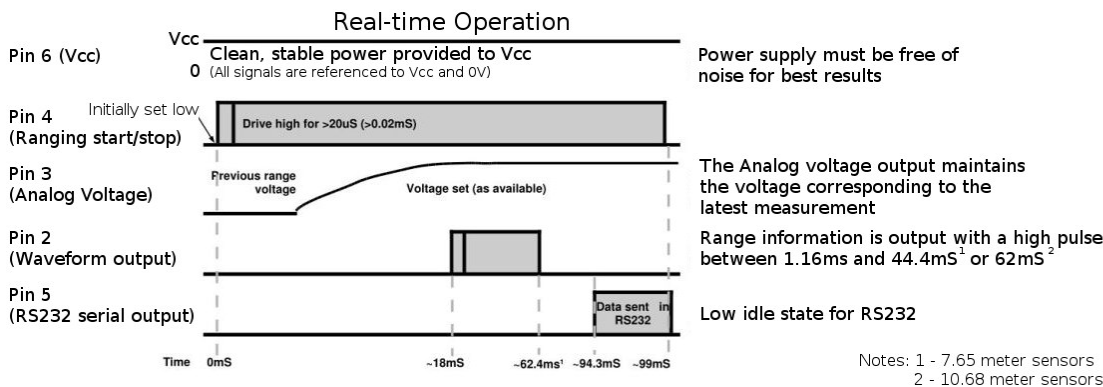 Real-time Operation
Pin 6 (Vcc)
Vcc
0
Clean, stable power provided to Vcc
(All signals are referenced to Vcc and 0V)
Power supply must be free of
noise for best results
Pin 4
(Ranging start/stop)
Initially set low
Drive high for >20uS (>0.02mS)
Pin 3
(Analog Voltage)
Previous range
voltage
Voltage set (as available)
The Analog voltage output maintains
the voltage corresponding to the
latest measurement
Pin 2
(Waveform output)
Range information is output with a high pulse
between 1.16ms and 44.4mS¹ or 62mS²
Pin 5
(RS232 serial output)
Data sent in
RS232
Low idle state for RS232
Time 0mS ~18mS ~62.4ms¹ ~94.3mS ~99mS
Notes: 1 - 7.65 meter sensors
2 - 10.68 meter sensors